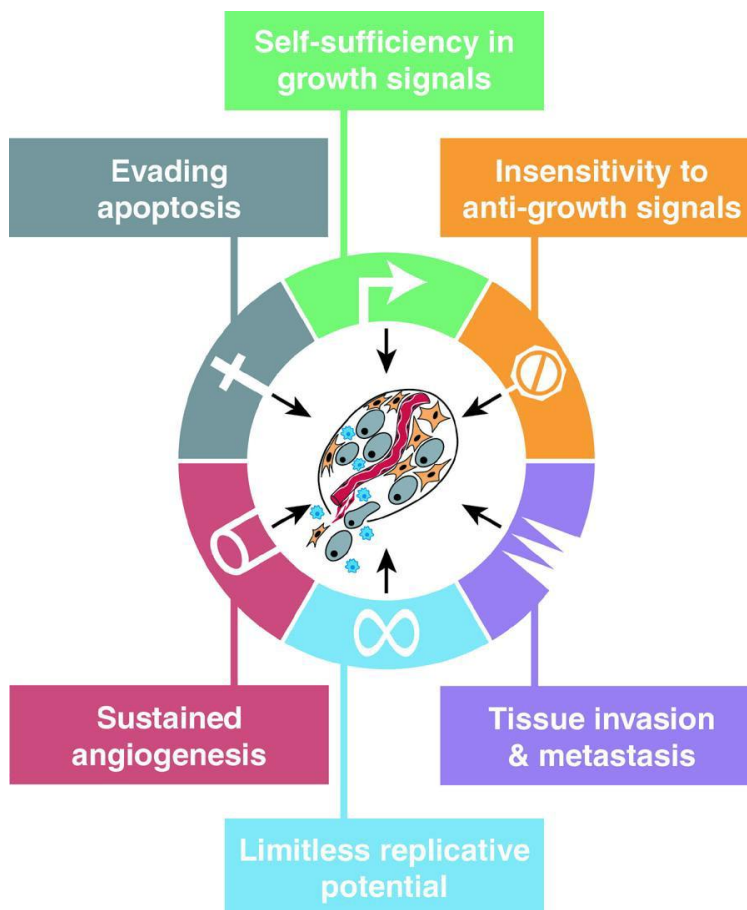 Self-sufficiency in
growth signals
Evading
apoptosis
Insensitivity to
anti-growth signals
Sustained
angiogenesis
Tissue invasion
& metastasis
Limitless replicative
potential